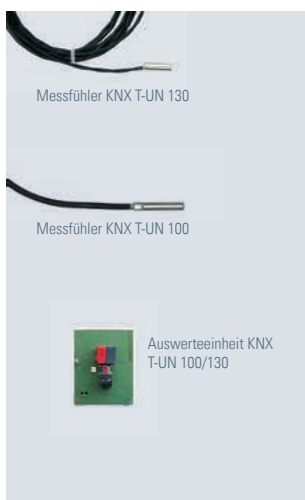 Messfühler KNX T-UN 130
Messfühler KNX T-UN 100
Auswerteeinheit KNX
T-UN 100/130